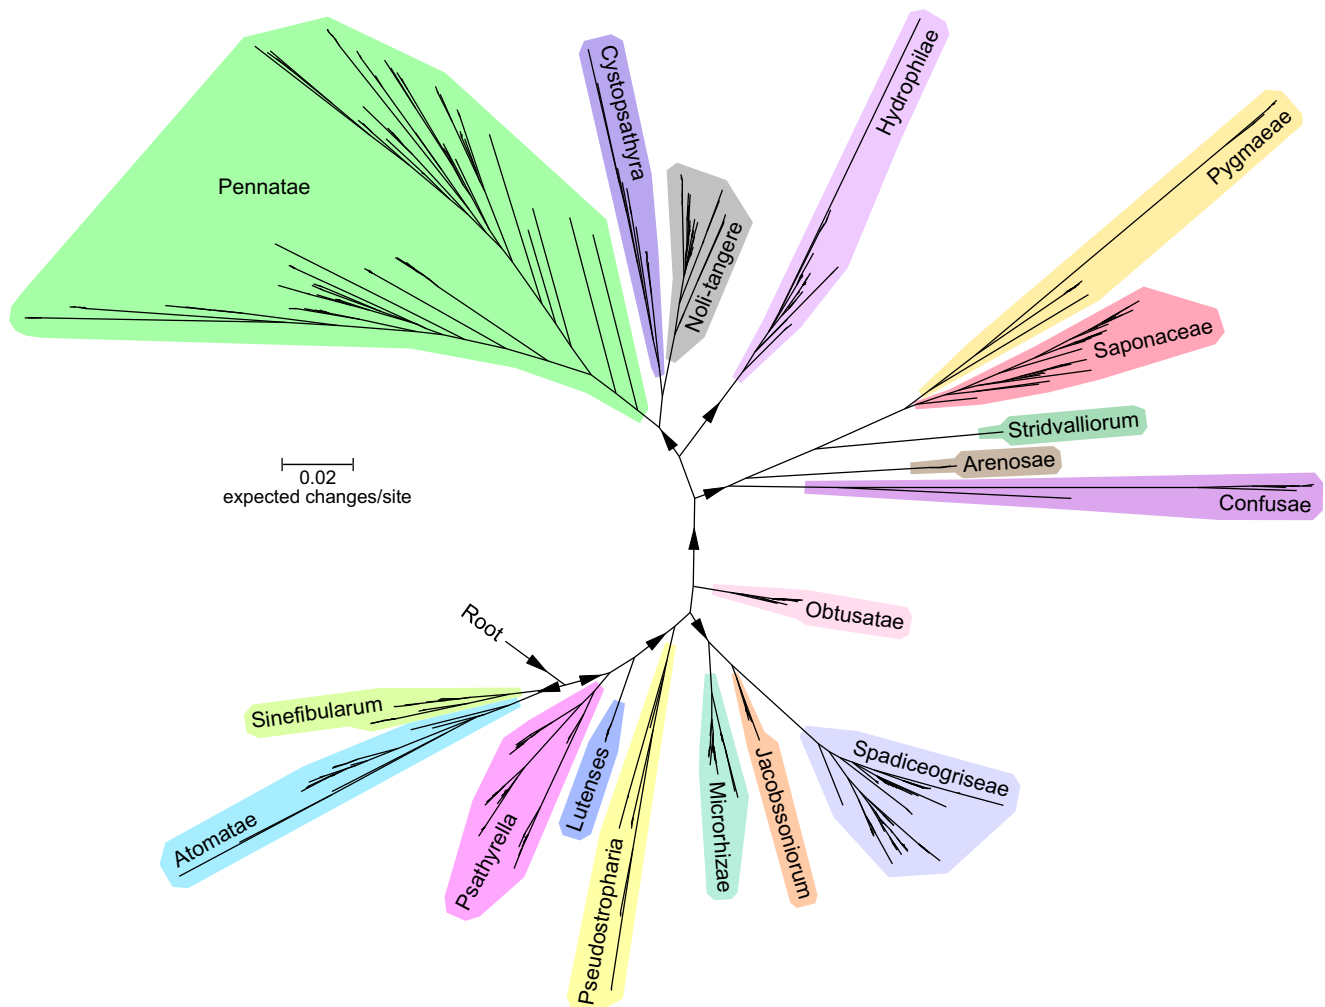 Pennatae
Cystopsathyra
Noli-tangere
Hydrophilae
Pygmaeae
Saponaceae
Stridvalliorum
Arenosae
Confusae
0.02
expected changes/site
Obtusatae
Root
Sinefibularum
Atomatae
Psathyrella
Lutenses
Pseudostropharia
Microrhizae
Jacobssoniorum
Spadiceogriseae